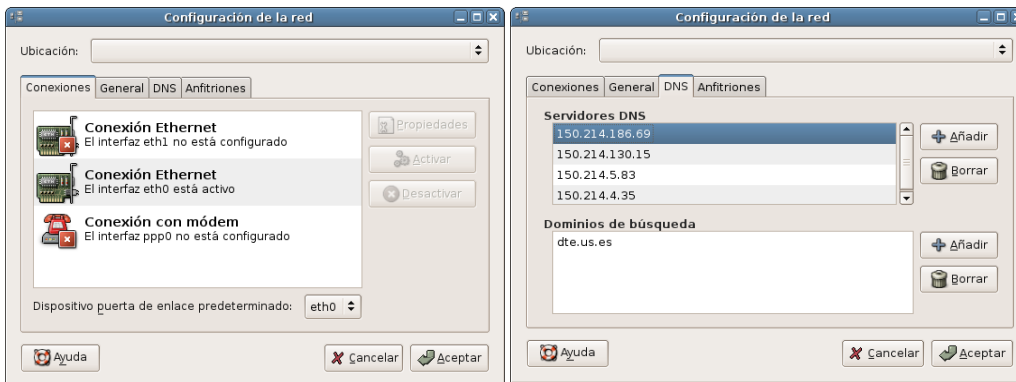 Configuración de la red
Ubicación:
Conexiones General DNS Anfitriones
Conexión Ethernet
El interfaz eth1 no está configurado
Conexión Ethernet
El interfaz eth0 está activo
Conexión con módem
El interfaz ppp0 no está configurado
Propiedades
Activar
Desactivar
Dispositivo puerta de enlace predeterminado: eth0
Ayuda Cancelar Aceptar
Configuración de la red
Ubicación:
Conexiones General DNS Anfitriones
Servidores DNS
150.214.186.69
150.214.130.15
150.214.5.83
150.214.4.35
Añadir
Borrar
Dominios de búsqueda
dte.us.es
Añadir
Borrar
Ayuda Cancelar Aceptar